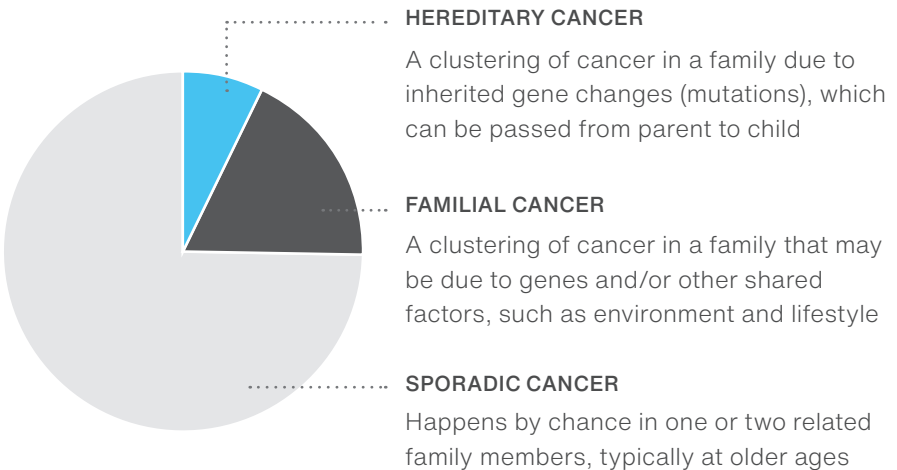 HEREDITARY CANCER
A clustering of cancer in a family due to
inherited gene changes (mutations), which
can be passed from parent to child
FAMILIAL CANCER
A clustering of cancer in a family that may
be due to genes and/or other shared
factors, such as environment and lifestyle
SPORADIC CANCER
Happens by chance in one or two related
family members, typically at older ages